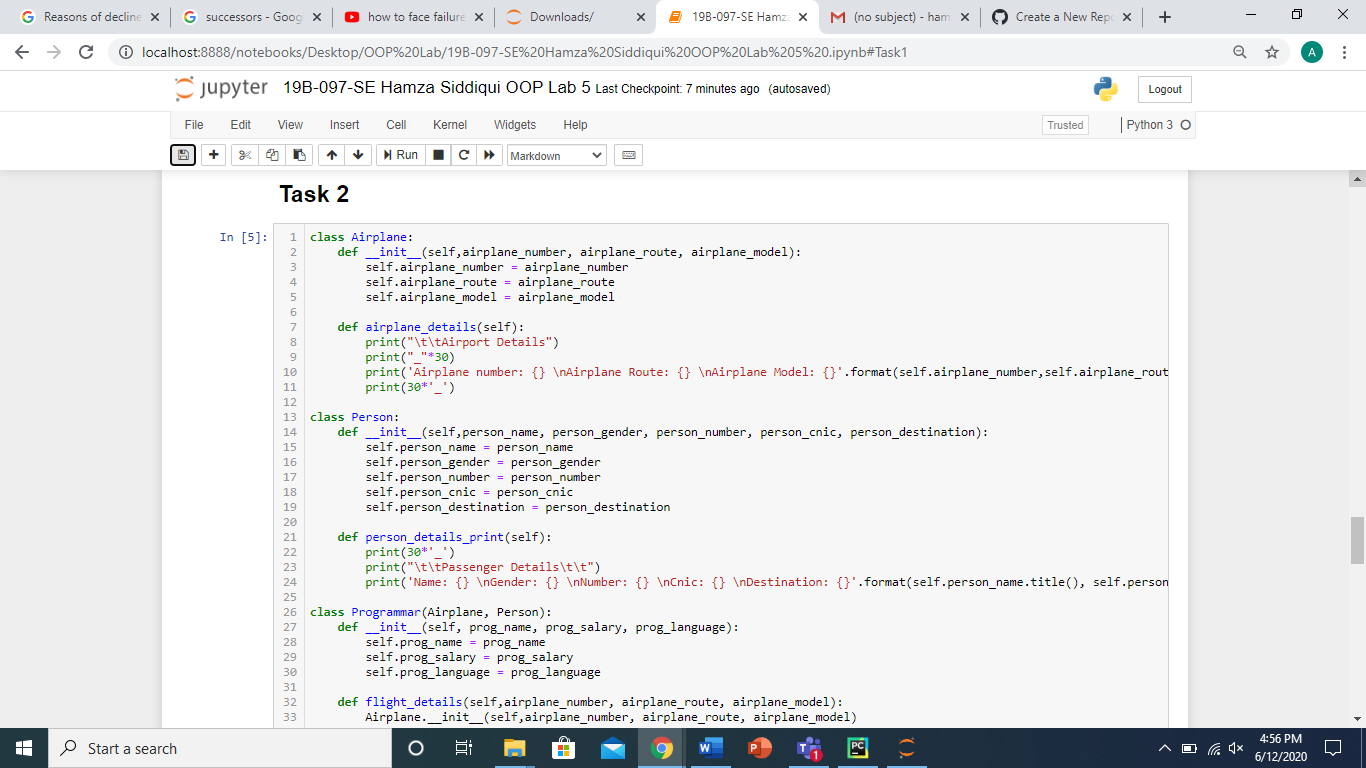 Reasons of decline
successors - Goog
how to face failure
Downloads/
19B-097-SE Hamza
(no subject) - ham
Create a New Repo
localhost:8888/notebooks/Desktop/OOP%20Lab/19B-097-SE%20Hamza%20Siddiqui%20OOP%20Lab%205%20.ipynb#Task1
A
jupyter 19B-097-SE Hamza Siddiqui OOP Lab 5 Last Checkpoint: 7 minutes ago (autosaved)
Logout
File Edit View Insert Cell Kernel Widgets Help
Trusted
Python 3
Run
Markdown
Task 2
In [5]:
1 class Airplane:
2     def __init__(self,airplane_number, airplane_route, airplane_model):
3         self.airplane_number = airplane_number
4         self.airplane_route = airplane_route
5         self.airplane_model = airplane_model
6
7     def airplane_details(self):
8         print("\t\tAirport Details")
9         print("_"*30)
10         print('Airplane number: {} \nAirplane Route: {} \nAirplane Model: {}'.format(self.airplane_number,self.airplane_rout
11         print(30*'_')
12
13 class Person:
14     def __init__(self,person_name, person_gender, person_number, person_cnic, person_destination):
15         self.person_name = person_name
16         self.person_gender = person_gender
17         self.person_number = person_number
18         self.person_cnic = person_cnic
19         self.person_destination = person_destination
20
21     def person_details_print(self):
22         print(30*'_')
23         print("\t\tPassenger Details\t\t")
24         print('Name: {} \nGender: {} \nNumber: {} \nCnic: {} \nDestination: {}'.format(self.person_name.title(), self.person
25
26 class Programmar(Airplane, Person):
27     def __init__(self, prog_name, prog_salary, prog_language):
28         self.prog_name = prog_name
29         self.prog_salary = prog_salary
30         self.prog_language = prog_language
31
32     def flight_details(self,airplane_number, airplane_route, airplane_model):
33         Airplane.__init__(self,airplane_number, airplane_route, airplane_model)
Start a search
1
4:56 PM
6/12/2020